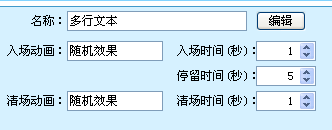 名称：多行文本 编辑
入场动画：随机效果 入场时间(秒)：1
停留时间(秒)：5
清场动画：随机效果 清场时间(秒)：1